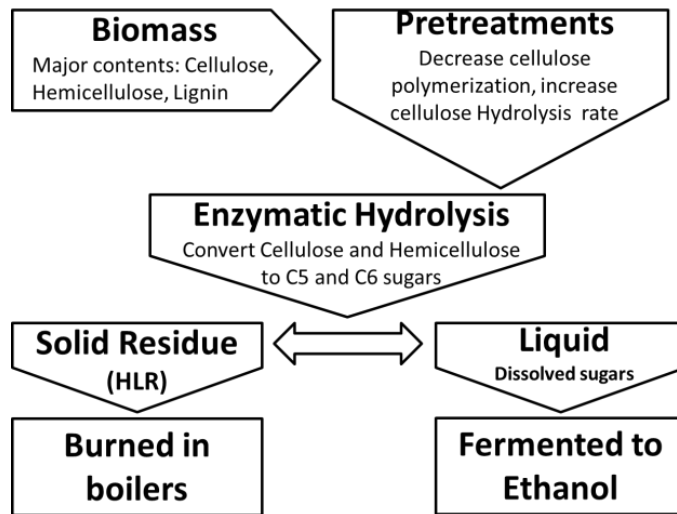 Biomass
Major contents: Cellulose,
Hemicellulose, Lignin
Pretreatments
Decrease cellulose
polymerization, increase
cellulose Hydrolysis rate
Enzymatic Hydrolysis
Convert Cellulose and Hemicellulose
to C5 and C6 sugars
Solid Residue
(HLR)
Liquid
Dissolved sugars
Burned in
boilers
Fermented to
Ethanol